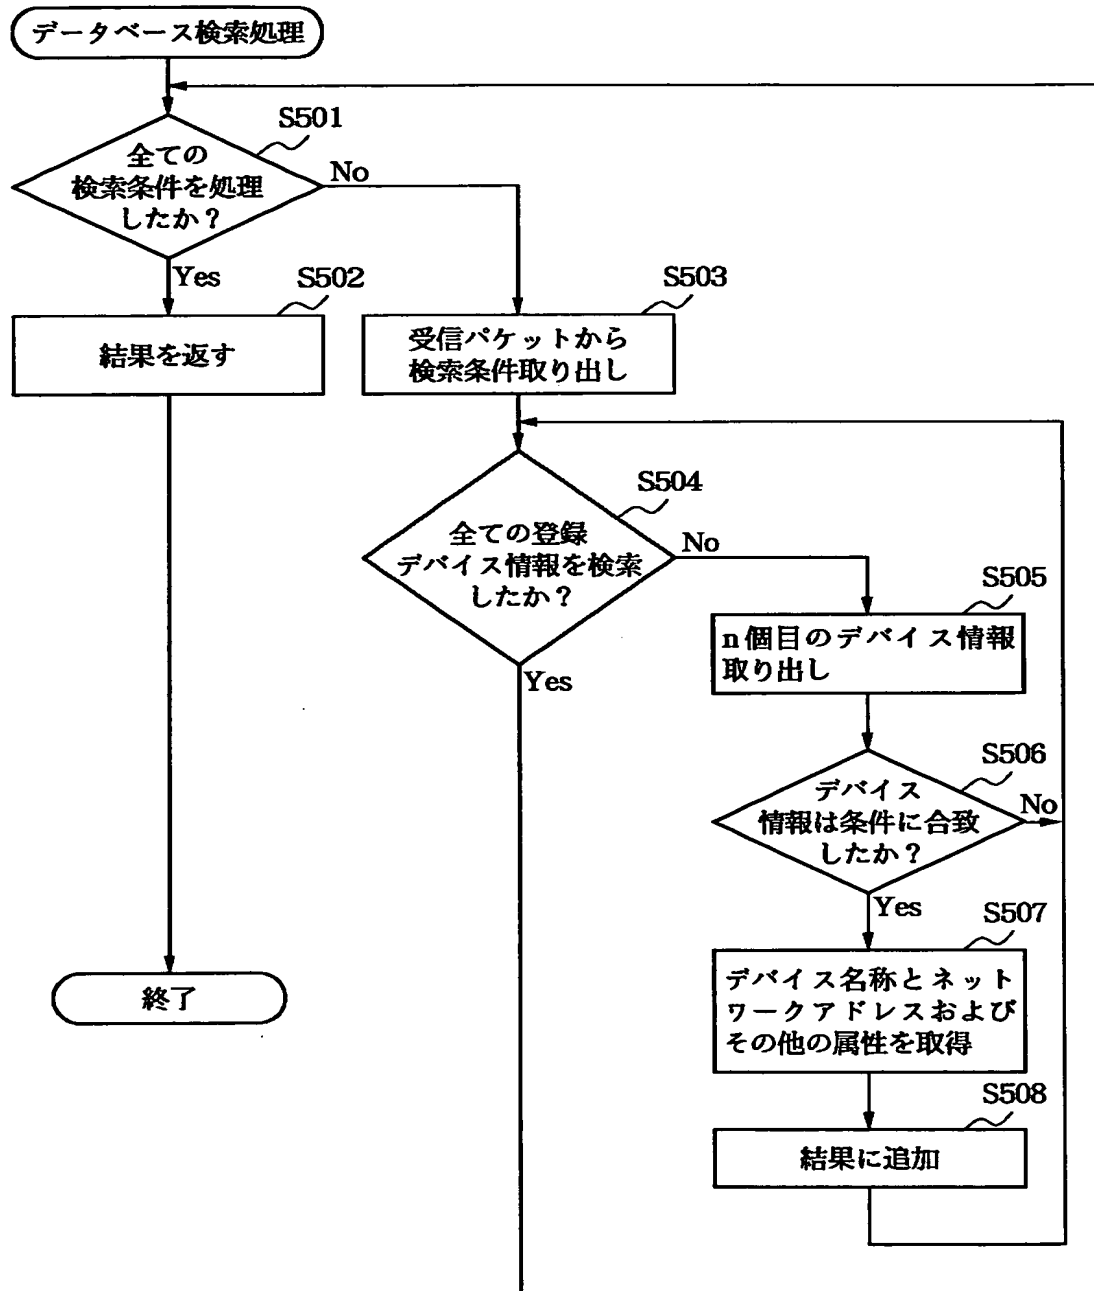 データベース検索処理
S501
全ての
検索条件を処理
したか？
No
Yes
S502
結果を返す
S503
受信パケットから
検索条件取り出し
S504
全ての登録
デバイス情報を検索
したか？
No
Yes
S505
n個目のデバイス情報
取り出し
S506
デバイス
情報は条件に合致
したか？
No
Yes
S507
デバイス名称とネット
ワークアドレスおよび
その他の属性を取得
S508
結果に追加
終了